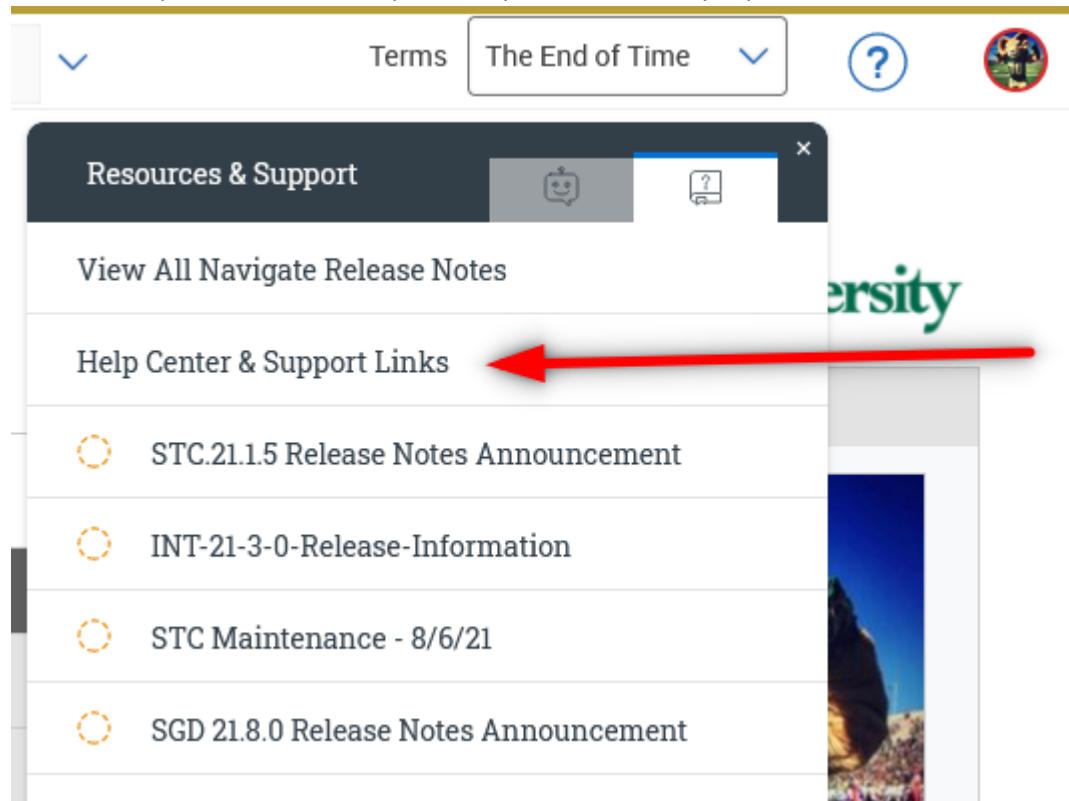 Terms The End of Time ?
Resources & Support ×
View All Navigate Release Notes
ersity
Help Center & Support Links
STC.21.1.5 Release Notes Announcement
INT-21-3-0-Release-Information
STC Maintenance - 8/6/21
SGD 21.8.0 Release Notes Announcement